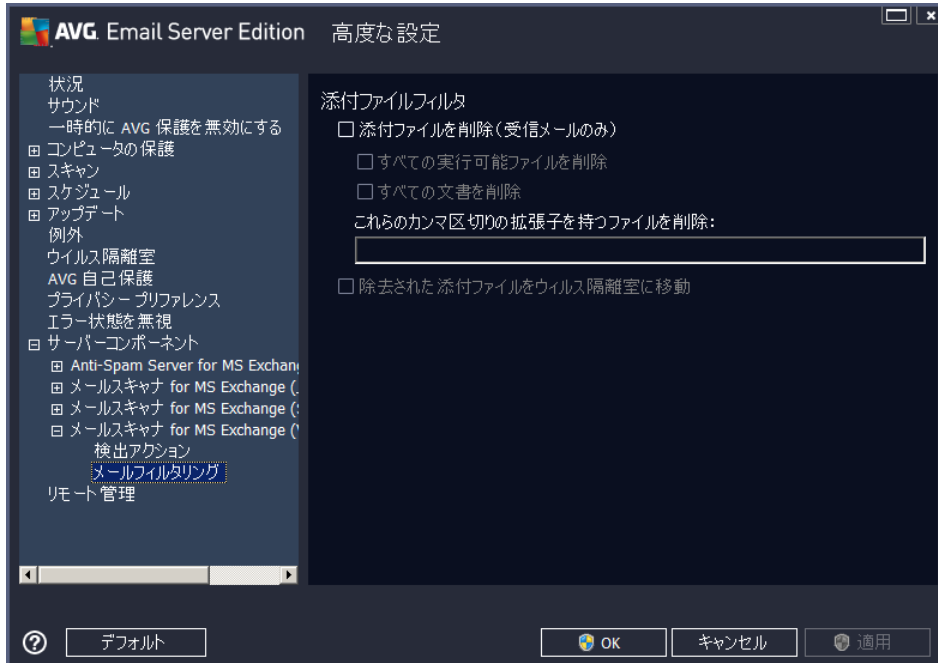 AVG. Email Server Edition 高度な設定
状況
サウンド
一時的に AVG 保護を無効にする
コンピュータの保護
スキャン
スケジュール
アップデート
例外
ウイルス隔離室
AVG 自己保護
プライバシー プリファレンス
エラー状態を無視
サーバーコンポーネント
Anti-Spam Server for MS Exchang
メールスキャナ for MS Exchange (
メールスキャナ for MS Exchange (
メールスキャナ for MS Exchange (
検出アクション
メールフィルタリング
リモート管理
添付ファイルフィルタ
添付ファイルを削除(受信メールのみ)
すべての実行可能ファイルを削除
すべての文書を削除
これらのカンマ区切りの拡張子を持つファイルを削除:
除去された添付ファイルをウィルス隔離室に移動
デフォルト
OK
キャンセル
適用